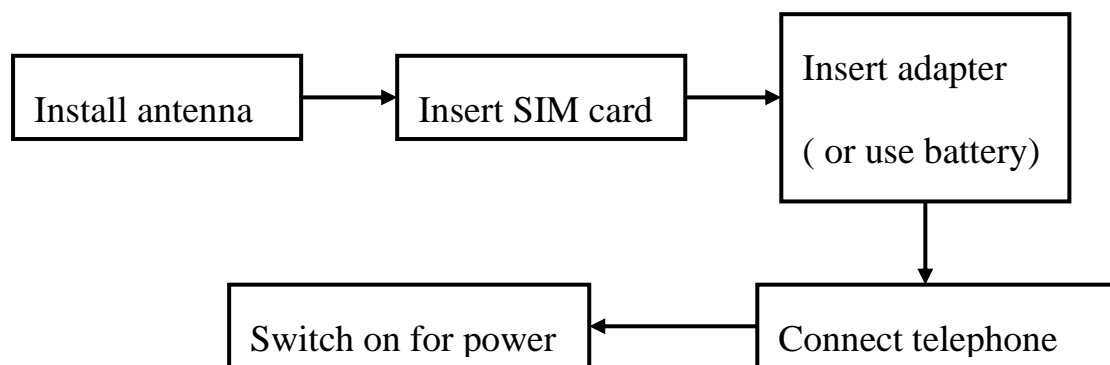 Install antenna
Insert SIM card
Insert adapter
( or use battery)
Connect telephone
Switch on for power